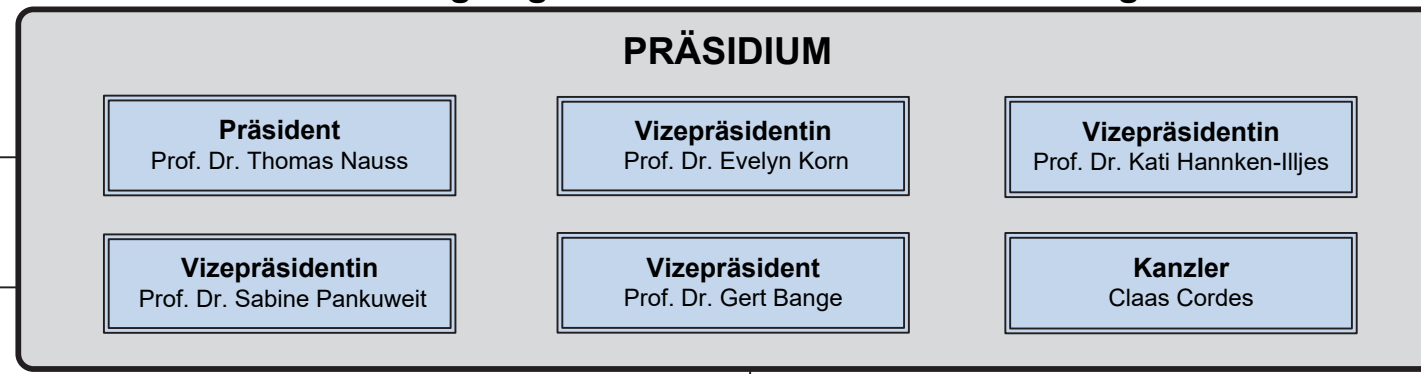 PRÄSIDIUM
Präsident
Prof. Dr. Thomas Nauss
Vizepräsidentin
Prof. Dr. Evelyn Korn
Vizepräsidentin
Prof. Dr. Kati Hannken-Illjes
Vizepräsidentin
Prof. Dr. Sabine Pankuweit
Vizepräsident
Prof. Dr. Gert Bange
Kanzler
Claas Cordes